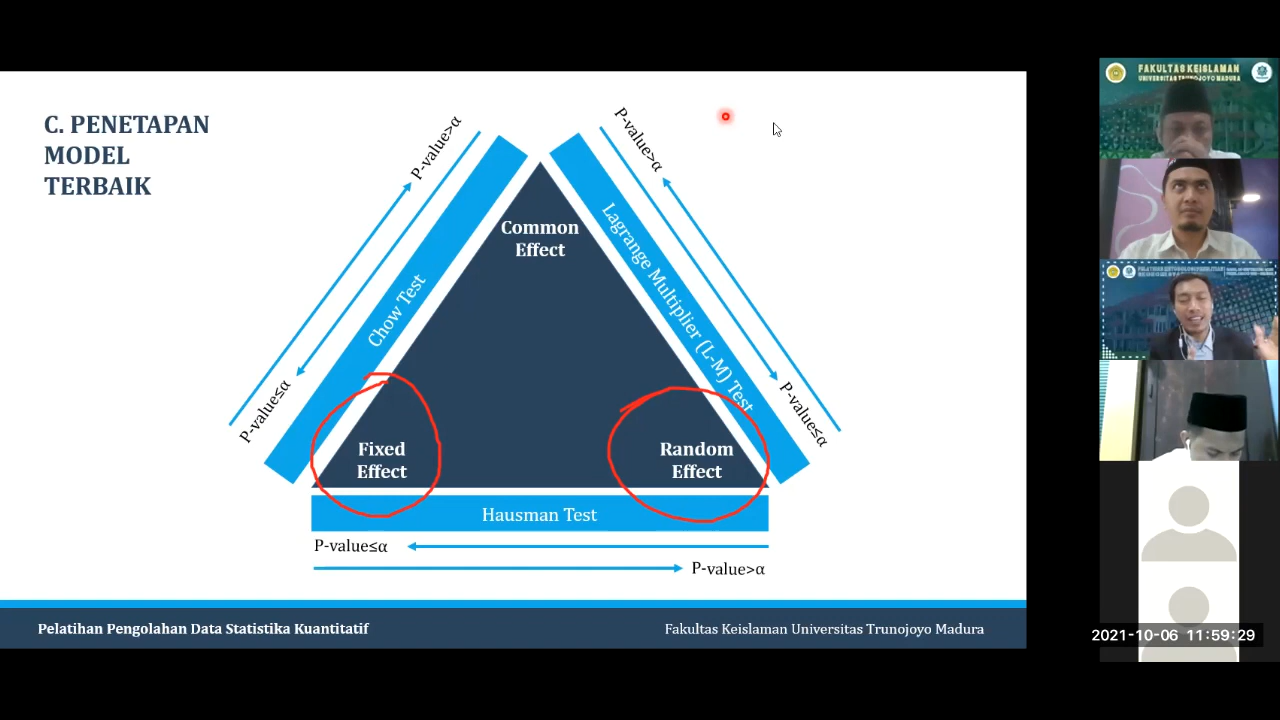 C. PENETAPAN
MODEL
TERBAIK
P-value>α
P-value>α
Common
Effect
Chow Test
Lagrange Multiplier (L-M) Test
P-value≤α
P-value≤α
Fixed
Effect
Random
Effect
Hausman Test
P-value≤α
P-value>α
Pelatihan Pengolahan Data Statistika Kuantitatif
Fakultas Keislaman Universitas Trunojoyo Madura
FAKULTAS KEISLAMAN
UNIVERSITAS TRUNOJOYO MADURA
2021-10-06 11:59:29